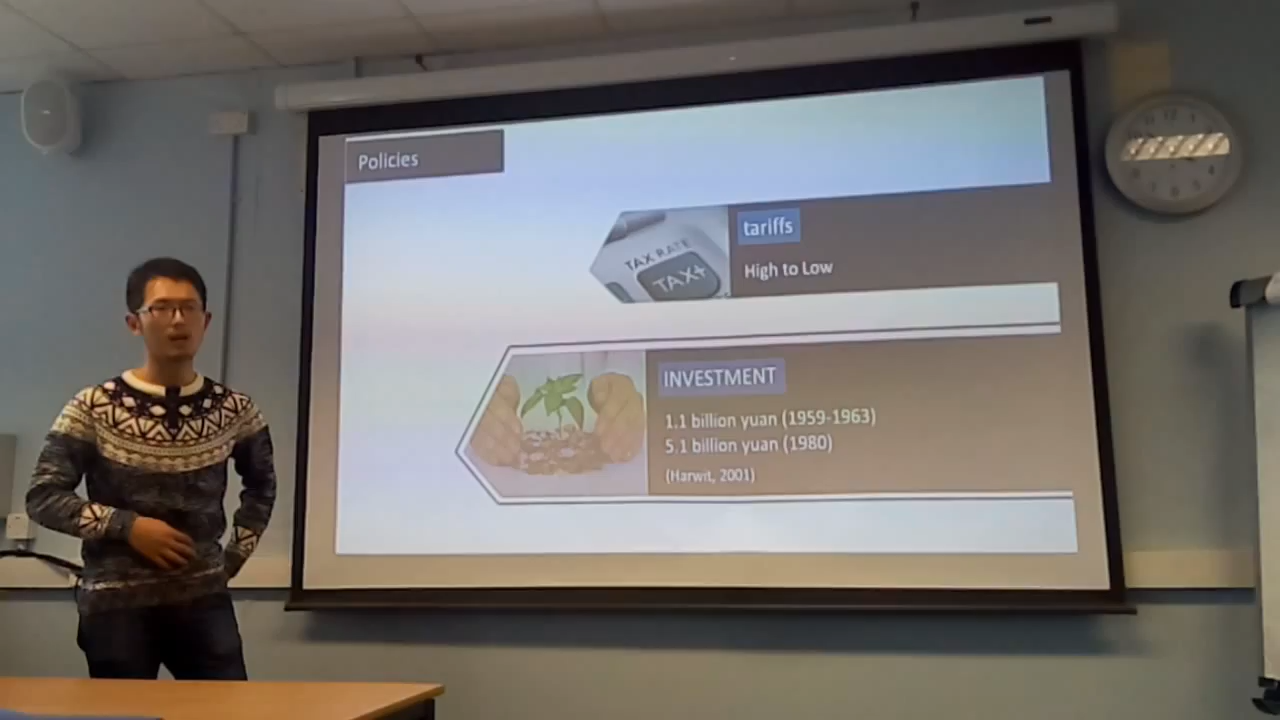 Policies
TAX RATE
TAX+
tariffs
High to Low
INVESTMENT
1.1 billion yuan (1959-1963)
5.1 billion yuan (1980)
(Harwit, 2001)